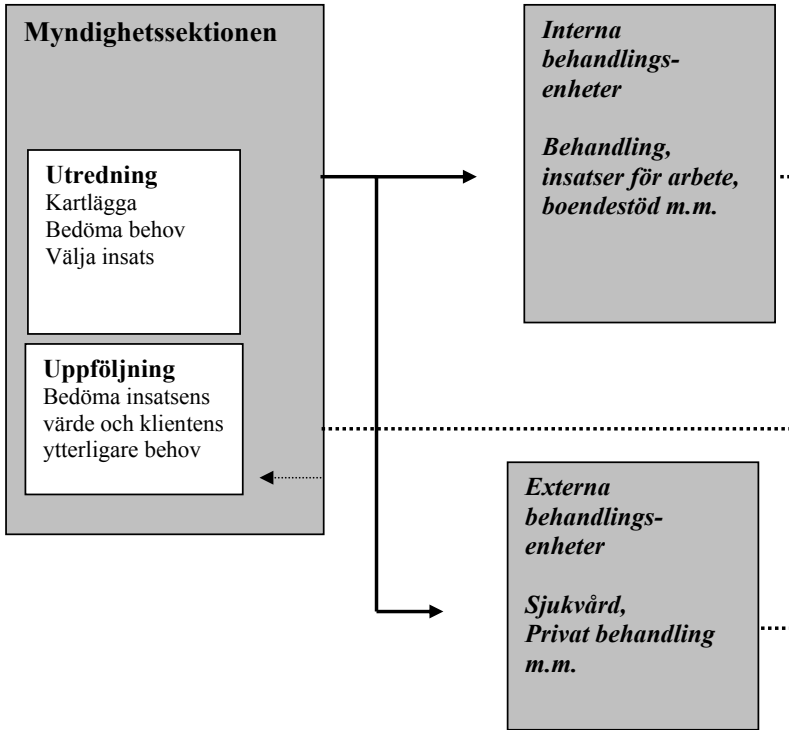 Myndighetssektionen
Utredning
Kartlägga
Bedöma behov
Välja insats
Uppföljning
Bedöma insatsens
värde och klientens
ytterligare behov
Interna
behandlings-
enheter
Behandling,
insatser för arbete,
boendestöd m.m.
Externa
behandlings-
enheter
Sjukvård,
Privat behandling
m.m.